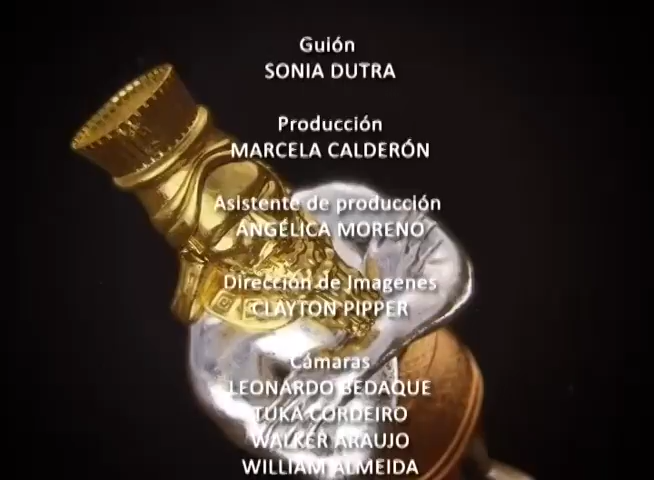 Guión
SONIA DUTRA
Producción
MARCELA CALDERÓN
Asistente de producción
ANGÉLICA MORENO
Dirección de Imagenes
CLAYTON PIPPER
Cámaras
LEONARDO BEDAQUE
TUKA CORDEIRO
WALKER ARAUJO
WILLIAM ALMEIDA